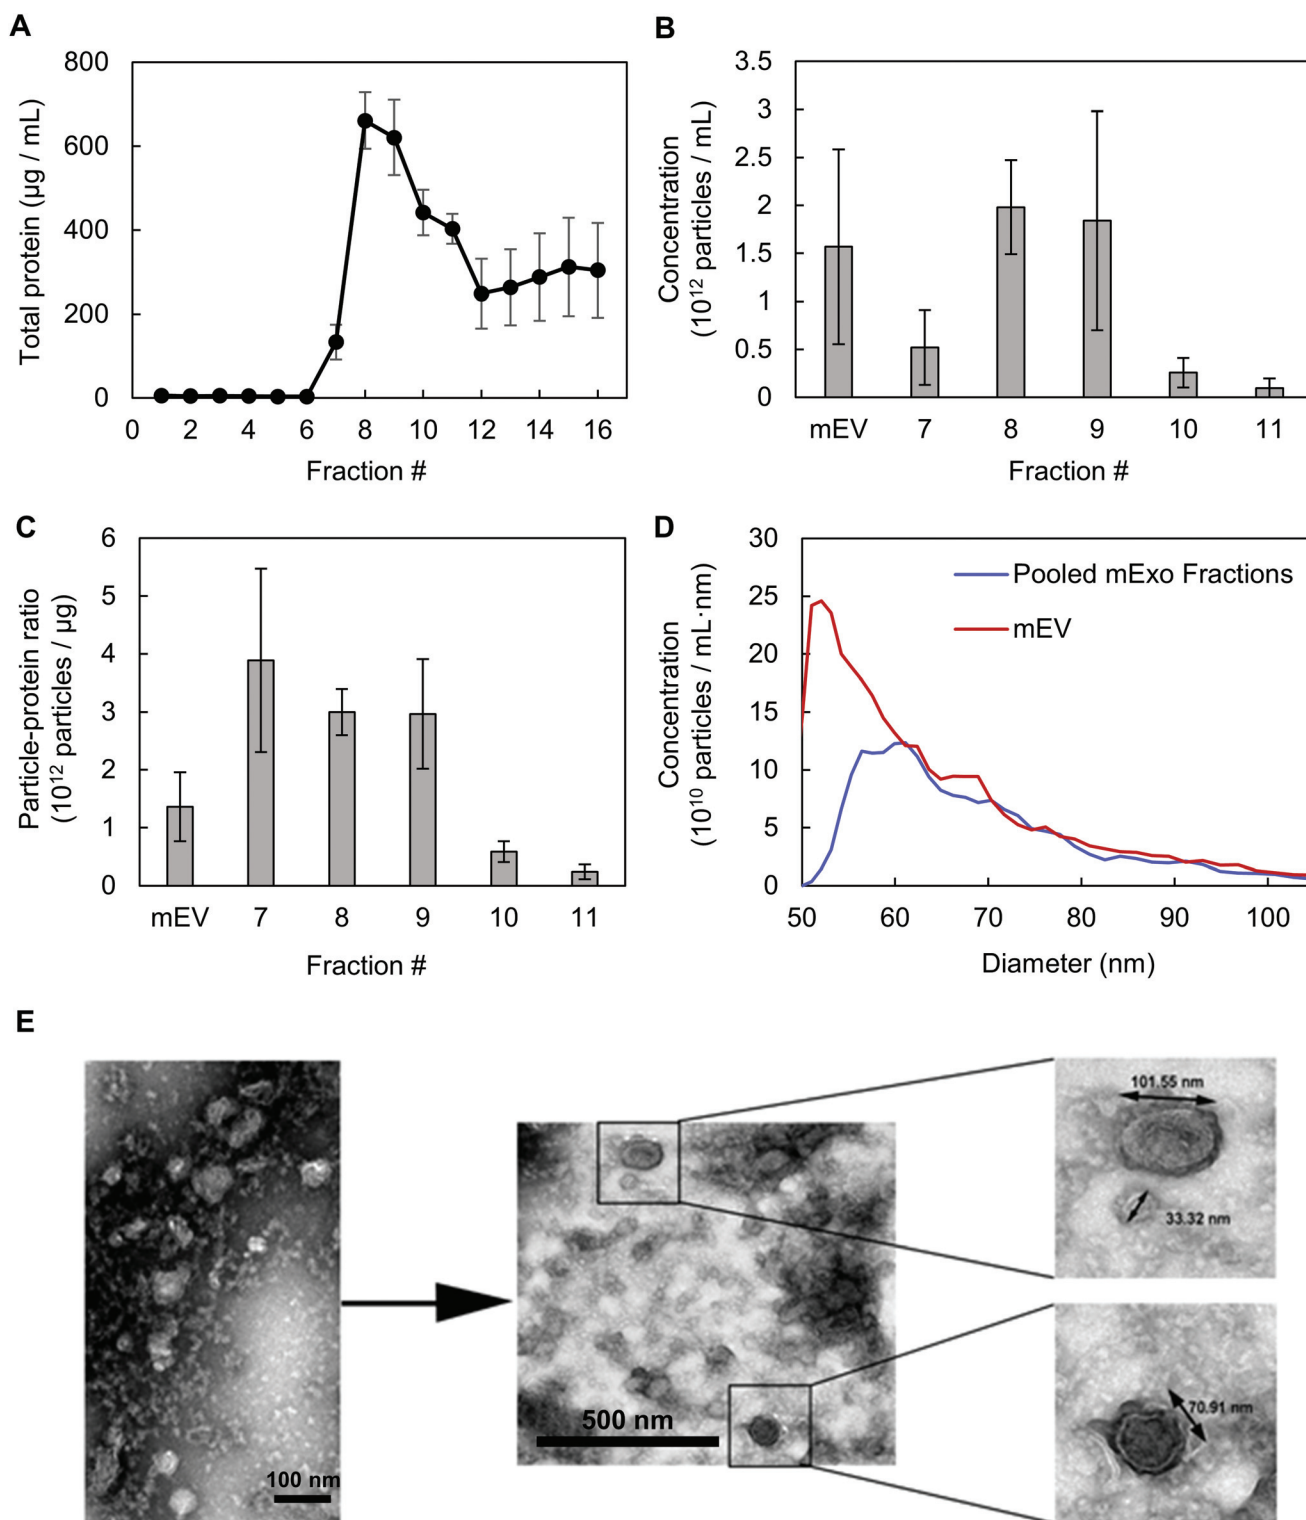 A
Total protein (µg / mL)
800
600
400
200
0
0 2 4 6 8 10 12 14 16
Fraction #
B
Concentration
(10¹² particles / mL)
3.5
3
2.5
2
1.5
1
0.5
0
mEV 7 8 9 10 11
Fraction #
C
Particle-protein ratio
(10¹² particles / µg)
6
5
4
3
2
1
0
mEV 7 8 9 10 11
Fraction #
D
Concentration
(10¹⁰ particles / mL·nm)
30
25
20
15
10
5
0
50 60 70 80 90 100
Diameter (nm)
Pooled mExo Fractions
mEV
E
100 nm
500 nm
101.55 nm
33.32 nm
70.91 nm